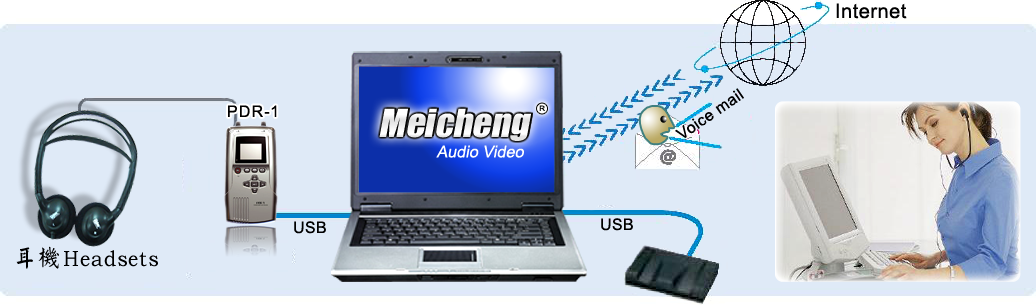 Internet
PDR-1
Voice mail
Meicheng®
Audio Video
@
USB
USB
耳機Headsets